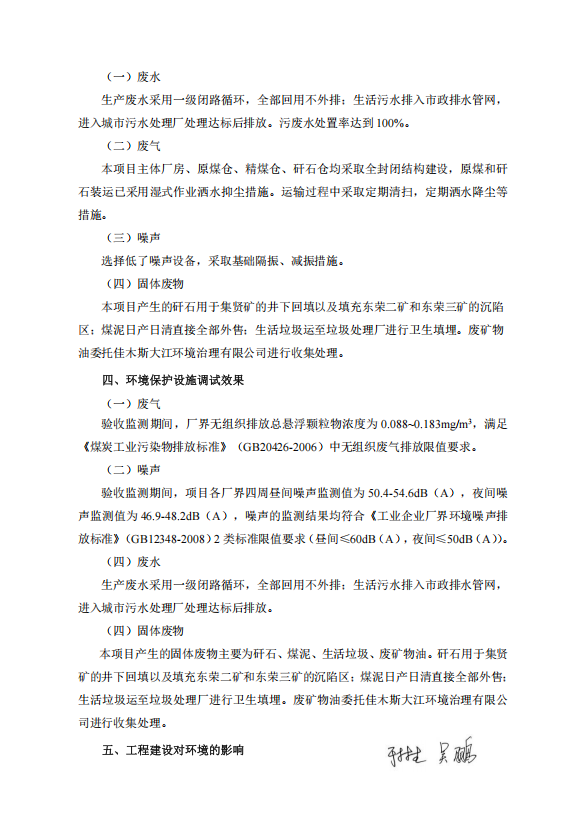 （一）废水
生产废水采用一级闭路循环，全部回用不外排；生活污水排入市政排水管网，
进入城市污水处理厂处理达标后排放。污废水处置率达到 100%。
（二）废气
本项目主体厂房、原煤仓、精煤仓、矸石仓均采取全封闭结构建设，原煤和矸
石装运已采用湿式作业洒水抑尘措施。运输过程中采取定期清扫，定期洒水降尘等
措施。
（三）噪声
选择低了噪声设备，采取基础隔振、减振措施。
（四）固体废物
本项目产生的矸石用于集贤矿的井下回填以及填充东荣二矿和东荣三矿的沉陷
区；煤泥日产日清直接全部外售；生活垃圾运至垃圾处理厂进行卫生填埋。废矿物
油委托佳木斯大江环境治理有限公司进行收集处理。
四、环境保护设施调试效果
（一）废气
验收监测期间，厂界无组织排放总悬浮颗粒物浓度为 0.088~0.183mg/m³，满足
《煤炭工业污染物排放标准》（GB20426-2006）中无组织废气排放限值要求。
（二）噪声
验收监测期间，项目各厂界四周昼间噪声监测值为 50.4-54.6dB（A），夜间噪
声监测值为 46.9-48.2dB（A），噪声的监测结果均符合《工业企业厂界环境噪声排
放标准》（GB12348-2008）2 类标准限值要求（昼间≤60dB（A），夜间≤50dB（A））。
（四）废水
生产废水采用一级闭路循环，全部回用不外排；生活污水排入市政排水管网，
进入城市污水处理厂处理达标后排放。
（四）固体废物
本项目产生的固体废物主要为矸石、煤泥、生活垃圾、废矿物油。矸石用于集贤
矿的井下回填以及填充东荣二矿和东荣三矿的沉陷区；煤泥日产日清直接全部外售；
生活垃圾运至垃圾处理厂进行卫生填埋。废矿物油委托佳木斯大江环境治理有限公
司进行收集处理。
五、工程建设对环境的影响
吴鹏